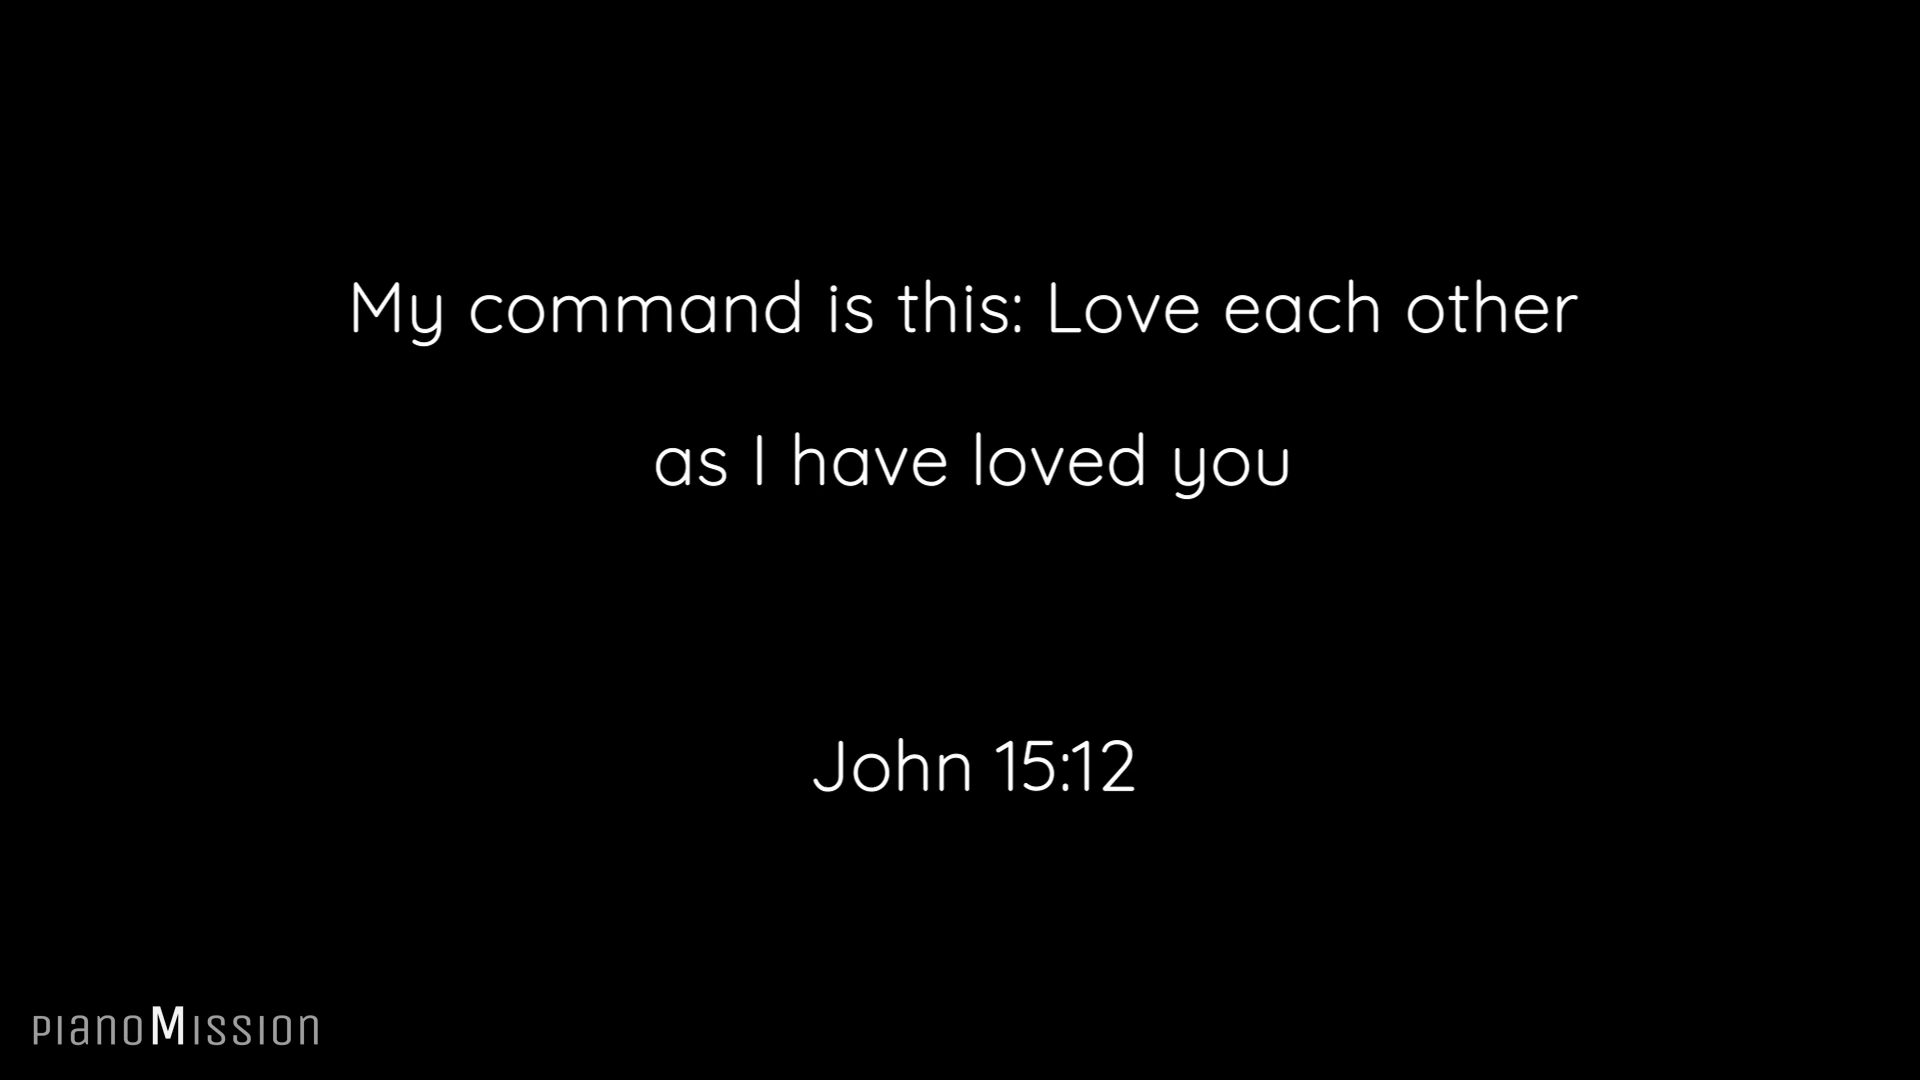 My command is this: Love each other
as I have loved you
John 15:12
pianoMission